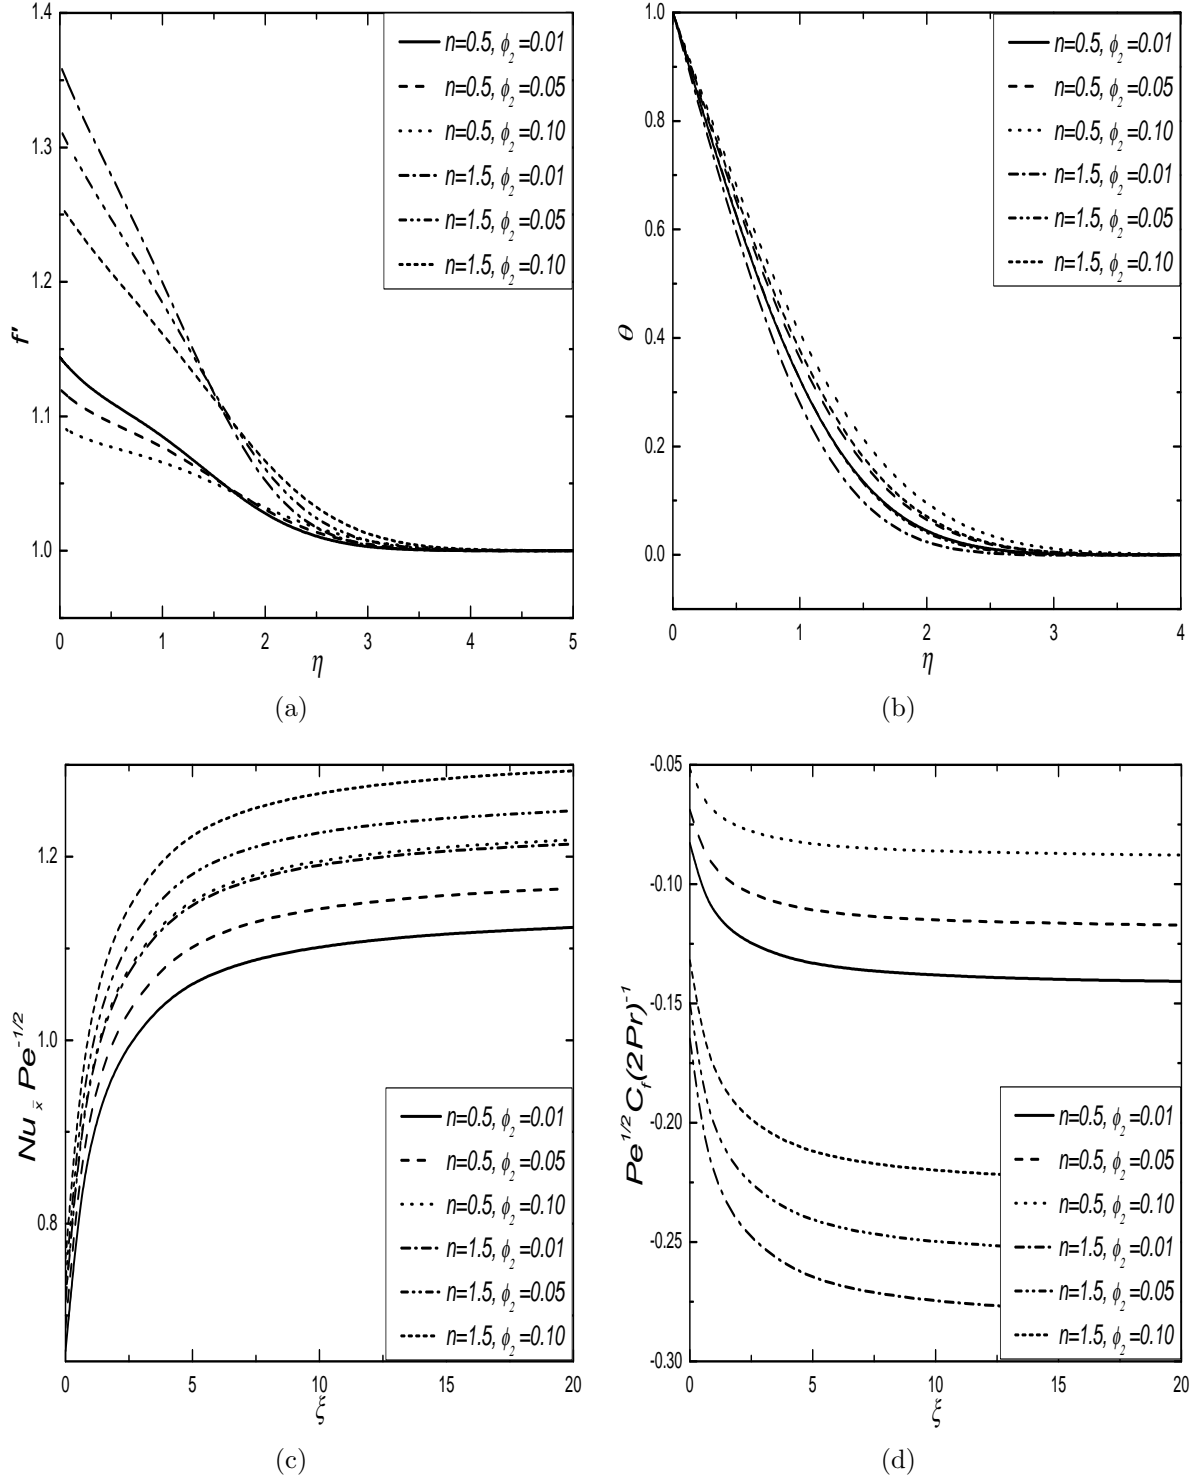 1.4
1.3
1.2
1.1
1.0
f'
0 1 2 3 4 5
η
n=0.5, ϕ₂=0.01
n=0.5, ϕ₂=0.05
n=0.5, ϕ₂=0.10
n=1.5, ϕ₂=0.01
n=1.5, ϕ₂=0.05
n=1.5, ϕ₂=0.10
(a)
1.0
0.8
0.6
0.4
0.2
0.0
θ
0 1 2 3 4
η
n=0.5, ϕ₂=0.01
n=0.5, ϕ₂=0.05
n=0.5, ϕ₂=0.10
n=1.5, ϕ₂=0.01
n=1.5, ϕ₂=0.05
n=1.5, ϕ₂=0.10
(b)
1.2
1.0
0.8
Nu_x̄ Pe^-1/2
0 5 10 15 20
ξ
n=0.5, ϕ₂=0.01
n=0.5, ϕ₂=0.05
n=0.5, ϕ₂=0.10
n=1.5, ϕ₂=0.01
n=1.5, ϕ₂=0.05
n=1.5, ϕ₂=0.10
(c)
-0.05
-0.10
-0.15
-0.20
-0.25
-0.30
Pe^1/2 C_f(2Pr)^-1
0 5 10 15 20
ξ
n=0.5, ϕ₂=0.01
n=0.5, ϕ₂=0.05
n=0.5, ϕ₂=0.10
n=1.5, ϕ₂=0.01
n=1.5, ϕ₂=0.05
n=1.5, ϕ₂=0.10
(d)